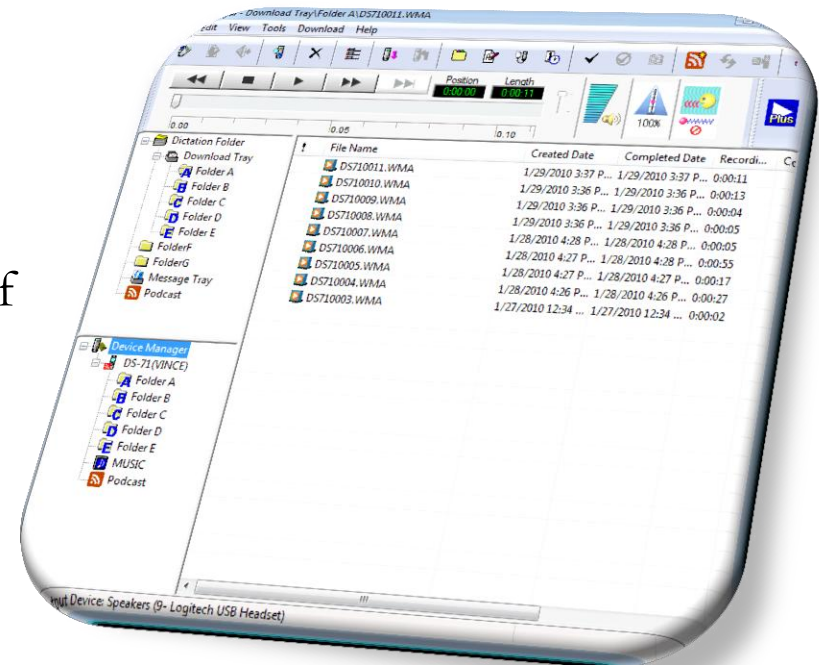 - Download Tray\Folder A\DS710011.WMA
Edit View Tools Download Help
Position Length
0:00:00 0:00:11
100%
Plus
0.00 0.05 0.10
Dictation Folder
Download Tray
Folder A
Folder B
Folder C
Folder D
Folder E
FolderF
FolderG
Message Tray
Podcast
! File Name Created Date Completed Date Recordi...
DS710011.WMA 1/29/2010 3:37 P... 1/29/2010 3:37 P... 0:00:11
DS710010.WMA 1/29/2010 3:36 P... 1/29/2010 3:36 P... 0:00:13
DS710009.WMA 1/29/2010 3:36 P... 1/29/2010 3:36 P... 0:00:04
DS710008.WMA 1/29/2010 3:36 P... 1/29/2010 3:36 P... 0:00:05
DS710007.WMA 1/28/2010 4:28 P... 1/28/2010 4:28 P... 0:00:05
DS710006.WMA 1/28/2010 4:27 P... 1/28/2010 4:28 P... 0:00:55
DS710005.WMA 1/28/2010 4:27 P... 1/28/2010 4:27 P... 0:00:17
DS710004.WMA 1/28/2010 4:26 P... 1/28/2010 4:26 P... 0:00:27
DS710003.WMA 1/27/2010 12:34 ... 1/27/2010 12:34 ... 0:00:02
f
Device Manager
DS-71(VINCE)
Folder A
Folder B
Folder C
Folder D
Folder E
MUSIC
Podcast
Device: Speakers (9- Logitech USB Headset)